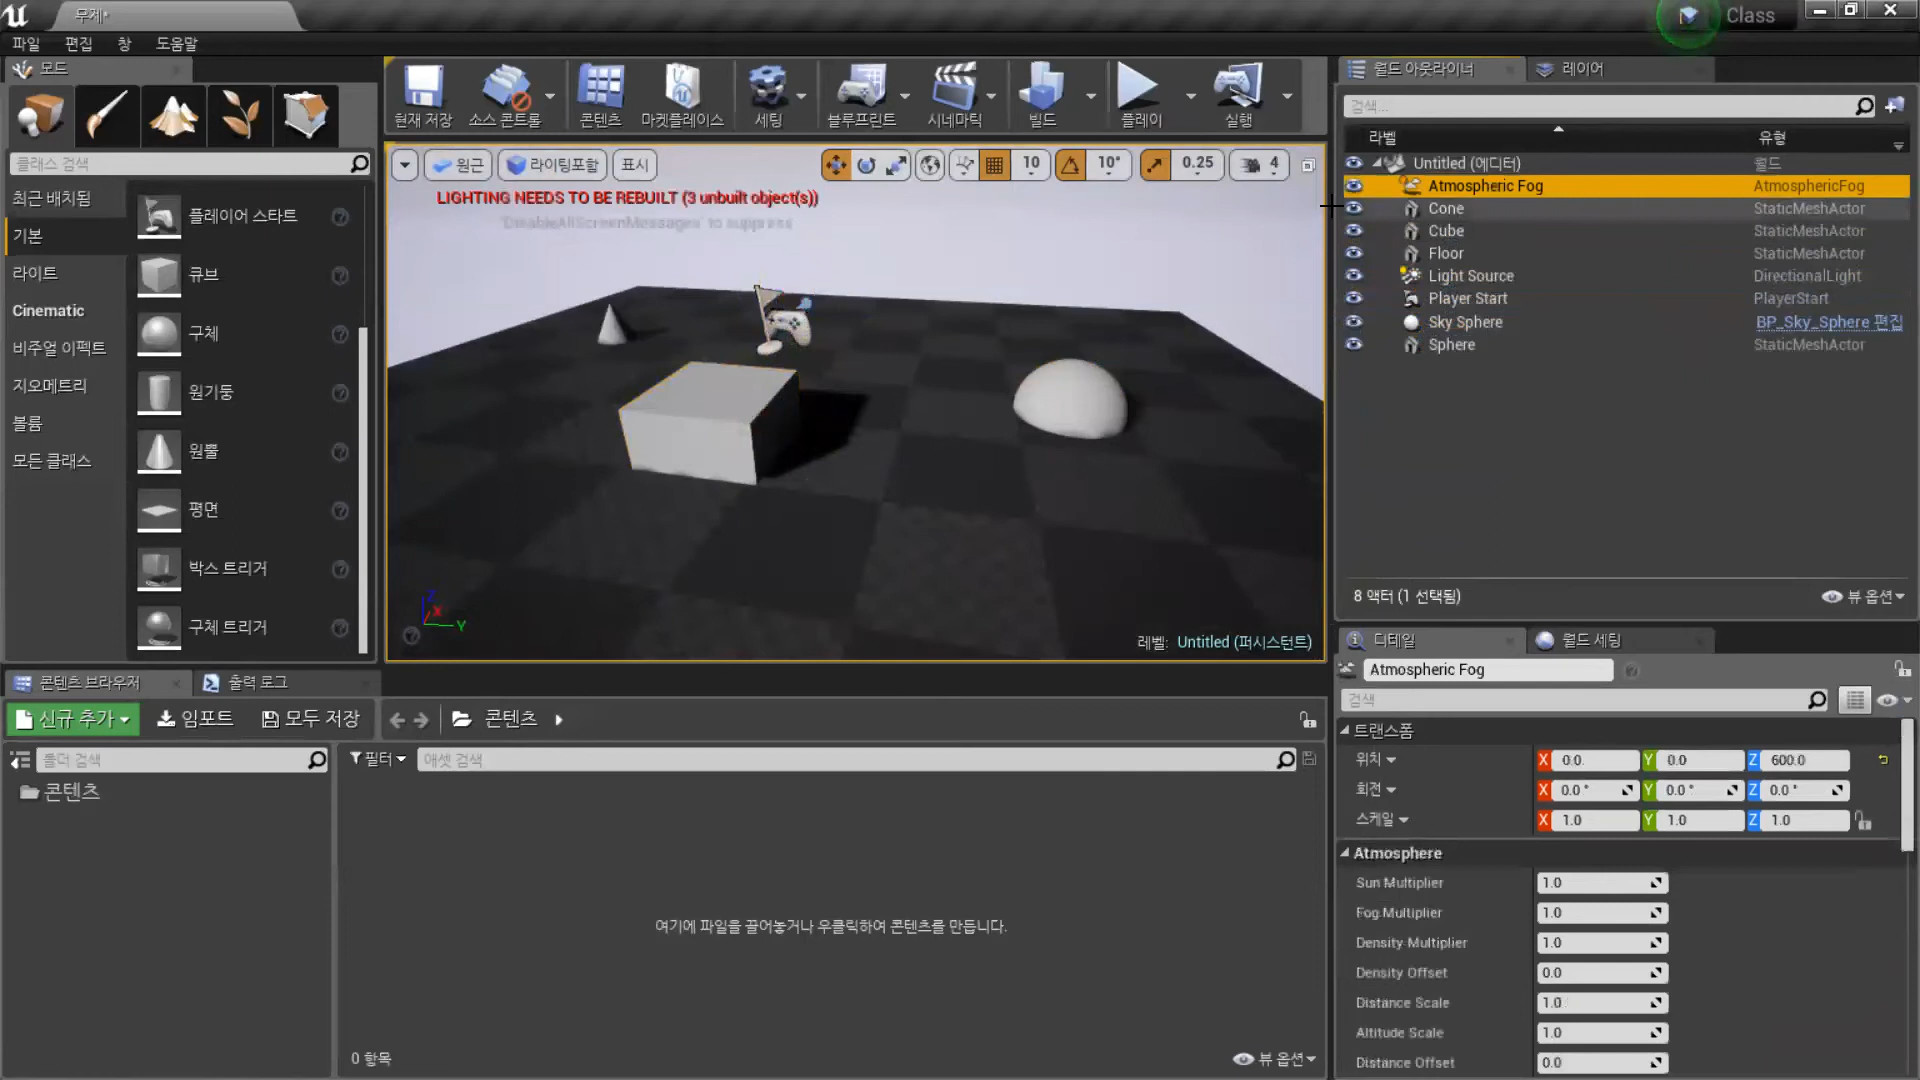 무제*
Class
파일 편집 창 도움말
모드
현재 저장 소스 콘트롤 콘텐츠 마켓플레이스 세팅 블루프린트 시네마틱 빌드 플레이 실행
클래스 검색
최근 배치됨
기본
라이트
Cinematic
비주얼 이펙트
지오메트리
볼륨
모든 클래스
플레이어 스타트
큐브
구체
원기둥
원뿔
평면
박스 트리거
구체 트리거
원근 라이팅포함 표시 10 10° 0.25 4
LIGHTING NEEDS TO BE REBUILT (3 unbuilt object(s))
'DisableAllScreenMessages' to suppress
Z
X
Y
레벨: Untitled (퍼시스턴트)
월드 아웃라이너 레이어
검색...
라벨 유형
Untitled (에디터) 월드
Atmospheric Fog AtmosphericFog
Cone StaticMeshActor
Cube StaticMeshActor
Floor StaticMeshActor
Light Source DirectionalLight
Player Start PlayerStart
Sky Sphere BP_Sky_Sphere 편집
Sphere StaticMeshActor
8 액터 (1 선택됨) 뷰 옵션
디테일 월드 세팅
Atmospheric Fog
검색
트랜스폼
위치 X 0.0 Y 0.0 Z 600.0
회전 X 0.0 ° Y 0.0 ° Z 0.0 °
스케일 X 1.0 Y 1.0 Z 1.0
Atmosphere
Sun Multiplier 1.0
Fog Multiplier 1.0
Density Multiplier 1.0
Density Offset 0.0
Distance Scale 1.0
Altitude Scale 1.0
Distance Offset 0.0
콘텐츠 브라우저 출력 로그
신규 추가 임포트 모두 저장 콘텐츠
폴더 검색 필터 애셋 검색
콘텐츠
여기에 파일을 끌어놓거나 우클릭하여 콘텐츠를 만듭니다.
0 항목 뷰 옵션